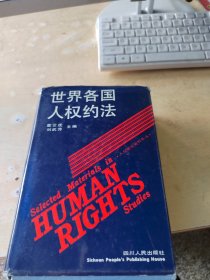 世界各国
人权约法
主编
Selected Materials in
HUMAN
RIGHTS
Studies
四川人民出版社
Sichuan People's Publishing House